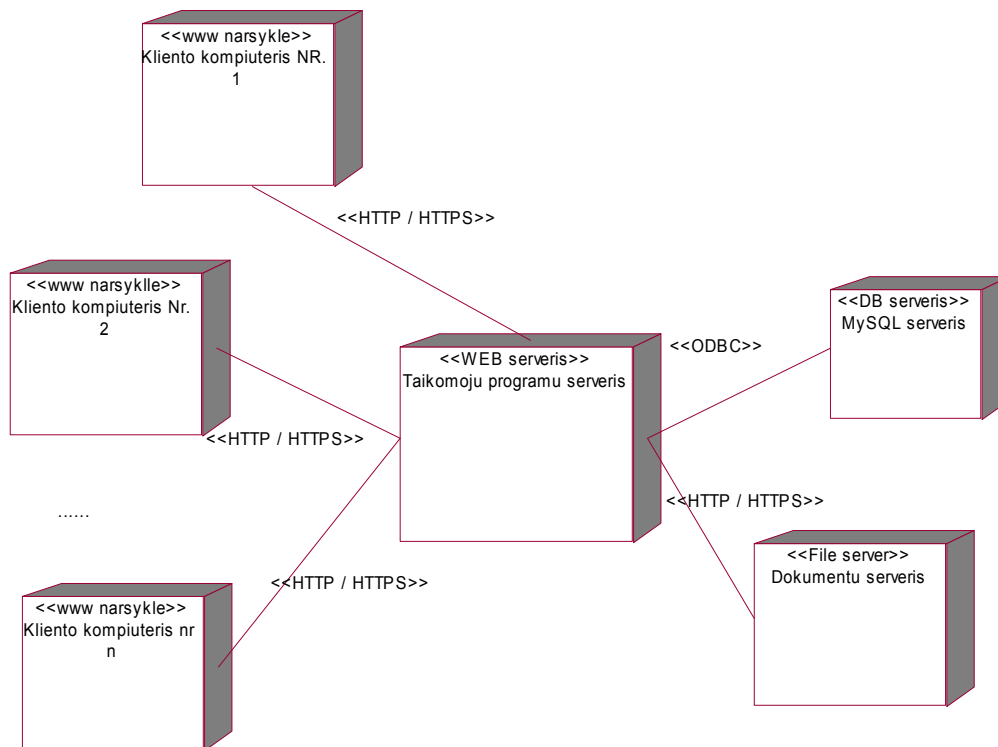 <<www narsykle>>
Kliento kompiuteris NR.
1
<<HTTP / HTTPS>>
<<www narsyklle>>
Kliento kompiuteris Nr.
2
<<HTTP / HTTPS>>
......
<<www narsykle>>
Kliento kompiuteris nr
n
<<HTTP / HTTPS>>
<<WEB serveris>>
Taikomoju programu serveris
<<ODBC>>
<<DB serveris>>
MySQL serveris
<<HTTP / HTTPS>>
<<File server>>
Dokumentu serveris